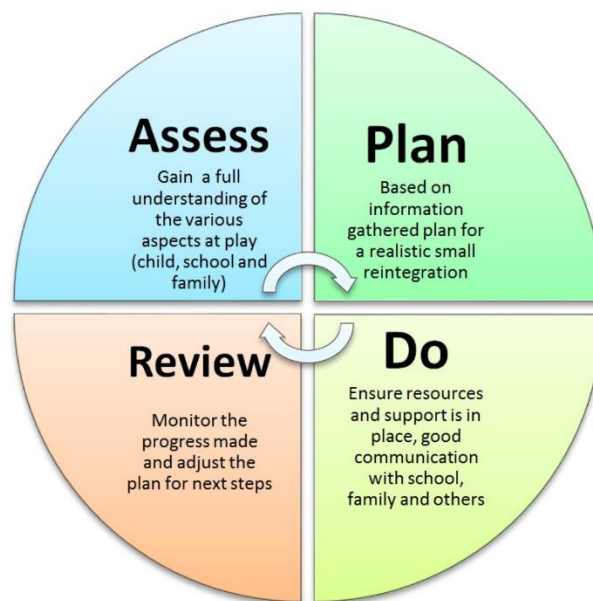 Assess
Gain a full
understanding of
the various
aspects at play
(child, school and
family)
Plan
Based on
information
gathered plan for
a realistic small
reintegration
Do
Ensure resources
and support is in
place, good
communication
with school,
family and others
Review
Monitor the
progress made
and adjust the
plan for next steps